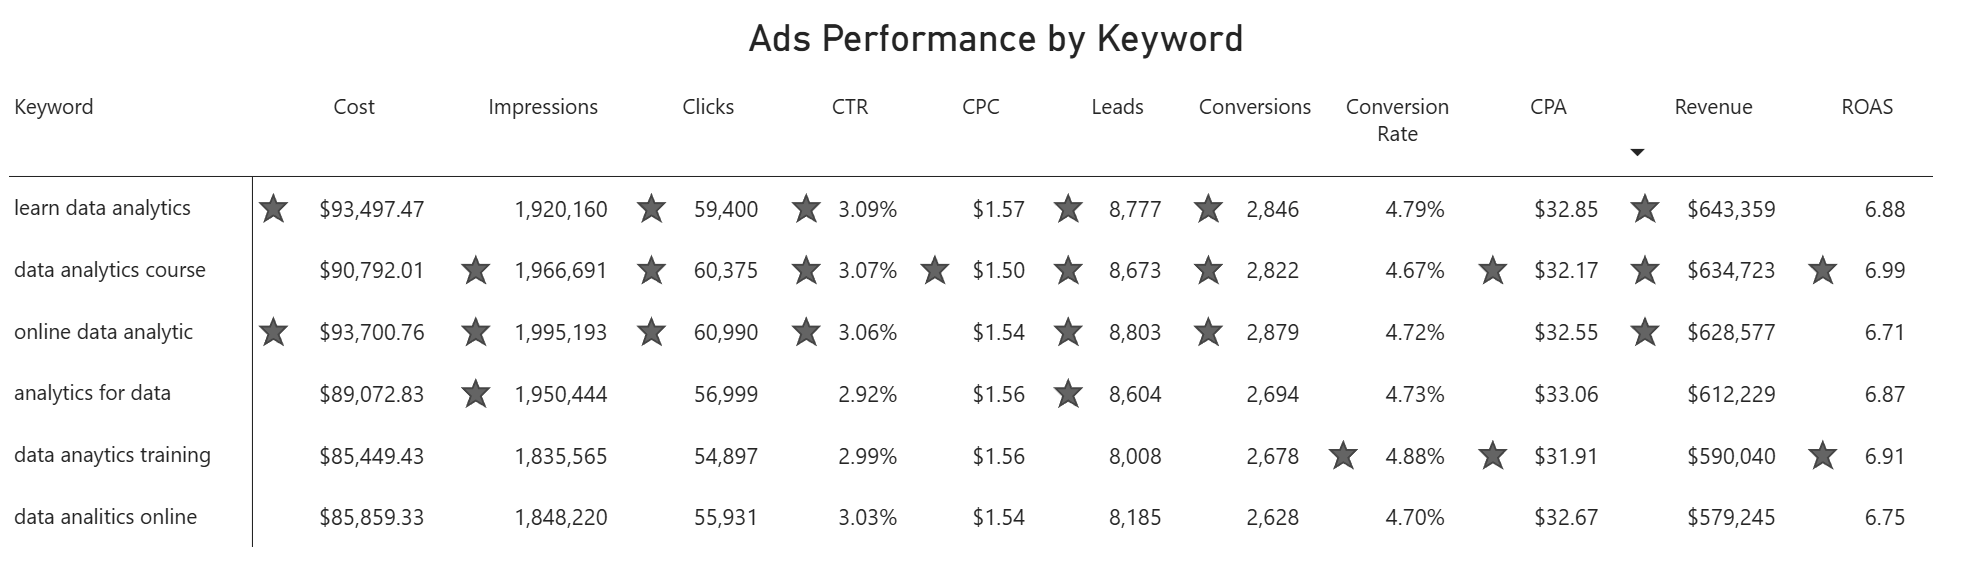 Ads Performance by Keyword
Keyword Cost Impressions Clicks CTR CPC Leads Conversions Conversion Rate CPA Revenue ROAS
learn data analytics $93,497.47 1,920,160 59,400 3.09% $1.57 8,777 2,846 4.79% $32.85 $643,359 6.88
data analytics course $90,792.01 1,966,691 60,375 3.07% $1.50 8,673 2,822 4.67% $32.17 $634,723 6.99
online data analytic $93,700.76 1,995,193 60,990 3.06% $1.54 8,803 2,879 4.72% $32.55 $628,577 6.71
analytics for data $89,072.83 1,950,444 56,999 2.92% $1.56 8,604 2,694 4.73% $33.06 $612,229 6.87
data anaytics training $85,449.43 1,835,565 54,897 2.99% $1.56 8,008 2,678 4.88% $31.91 $590,040 6.91
data analitics online $85,859.33 1,848,220 55,931 3.03% $1.54 8,185 2,628 4.70% $32.67 $579,245 6.75